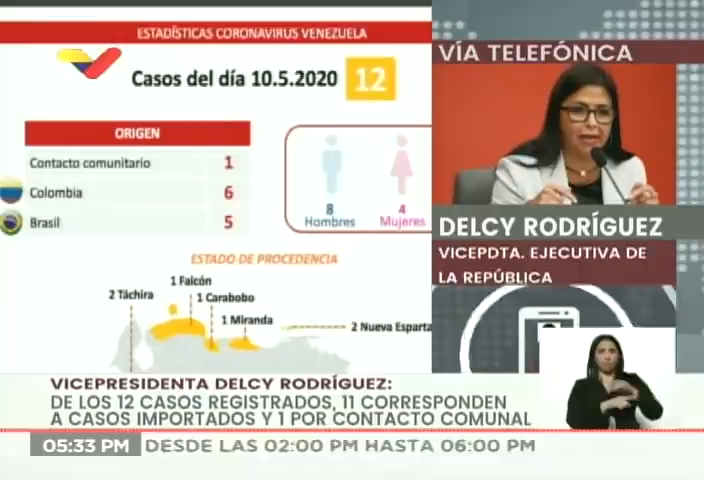 ESTADÍSTICAS CORONAVIRUS VENEZUELA
Casos del día 10.5.2020 12
ORIGEN
Contacto comunitario 1
Colombia 6
Brasil 5
8
Hombres
4
Mujeres
ESTADO DE PROCEDENCIA
1 Falcón
2 Táchira
1 Carabobo
1 Miranda
2 Nueva Esparta
VÍA TELEFÓNICA
DELCY RODRÍGUEZ
VICEPDTA. EJECUTIVA DE
LA REPÚBLICA
VICEPRESIDENTA DELCY RODRÍGUEZ:
DE LOS 12 CASOS REGISTRADOS, 11 CORRESPONDEN
A CASOS IMPORTADOS Y 1 POR CONTACTO COMUNAL
05:33 PM DESDE LAS 02:00 PM HASTA 06:00 PM